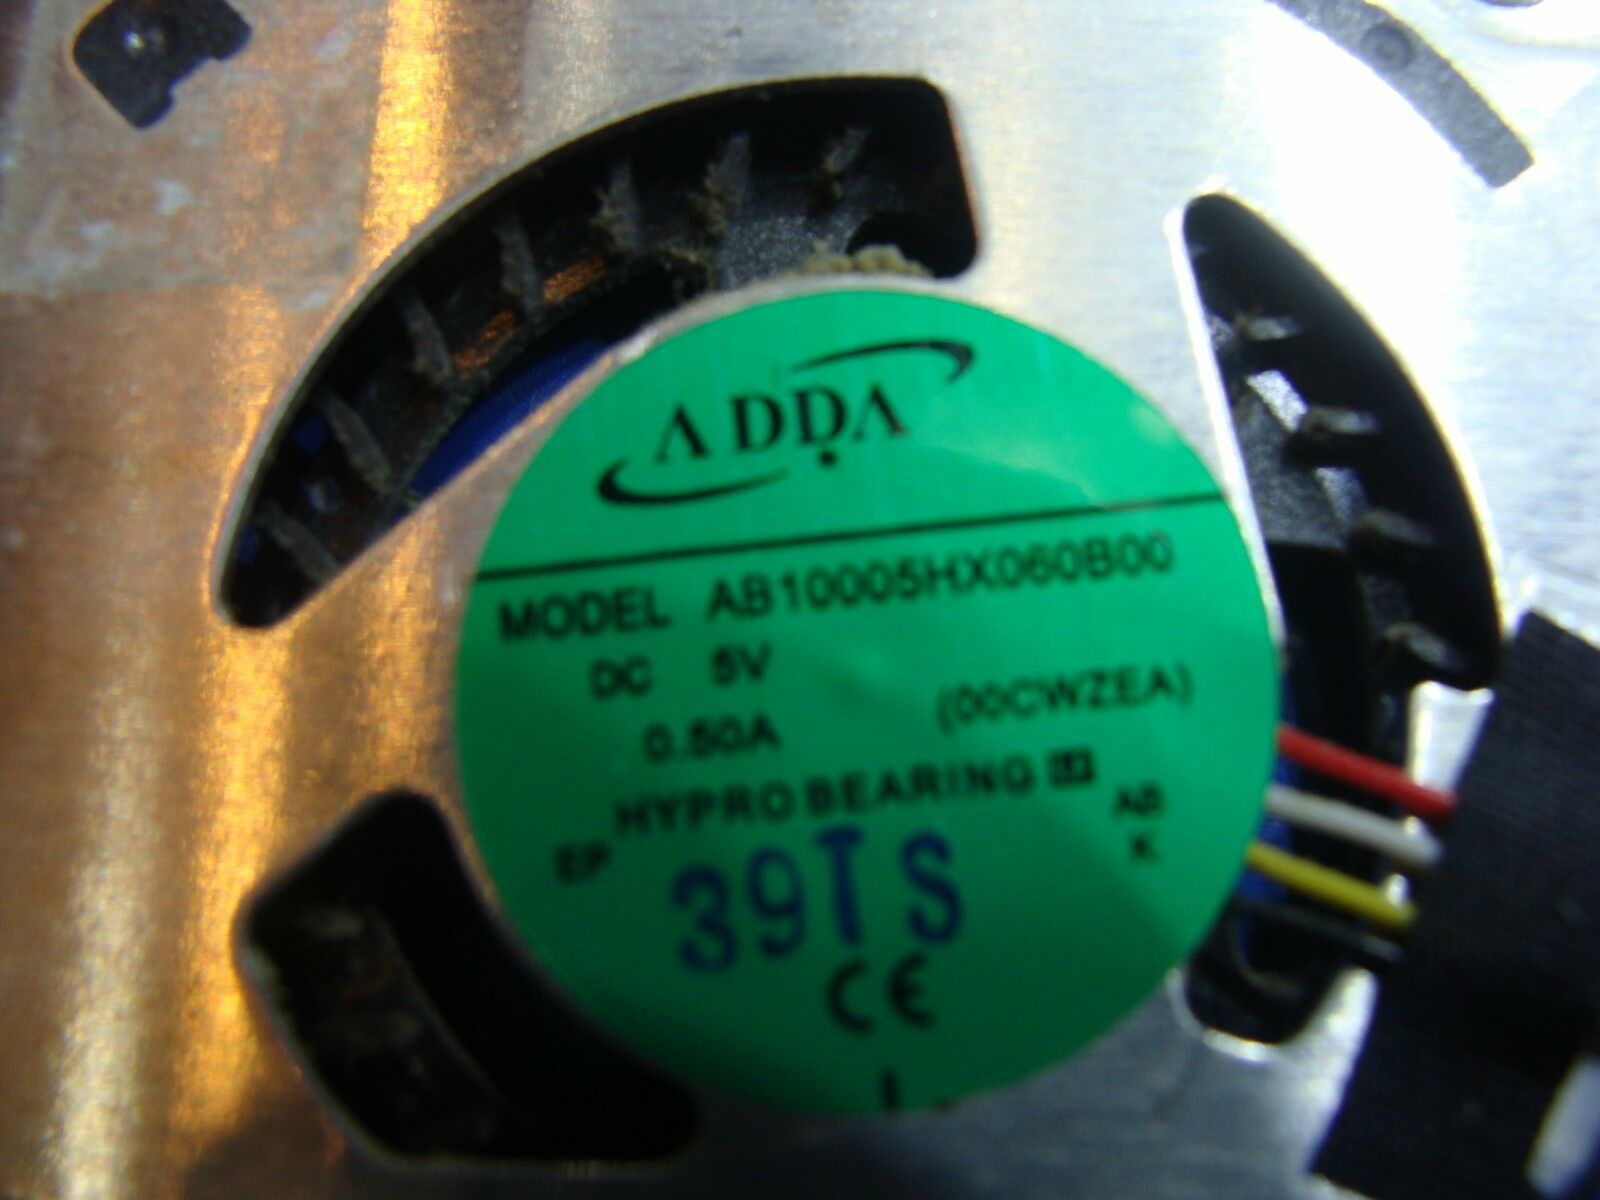 ADDA
MODEL AB10005HX060B00
DC 5V
(00CWZEA)
0.50A
HYPRO BEARING
AB
EP
K
39TS
CE